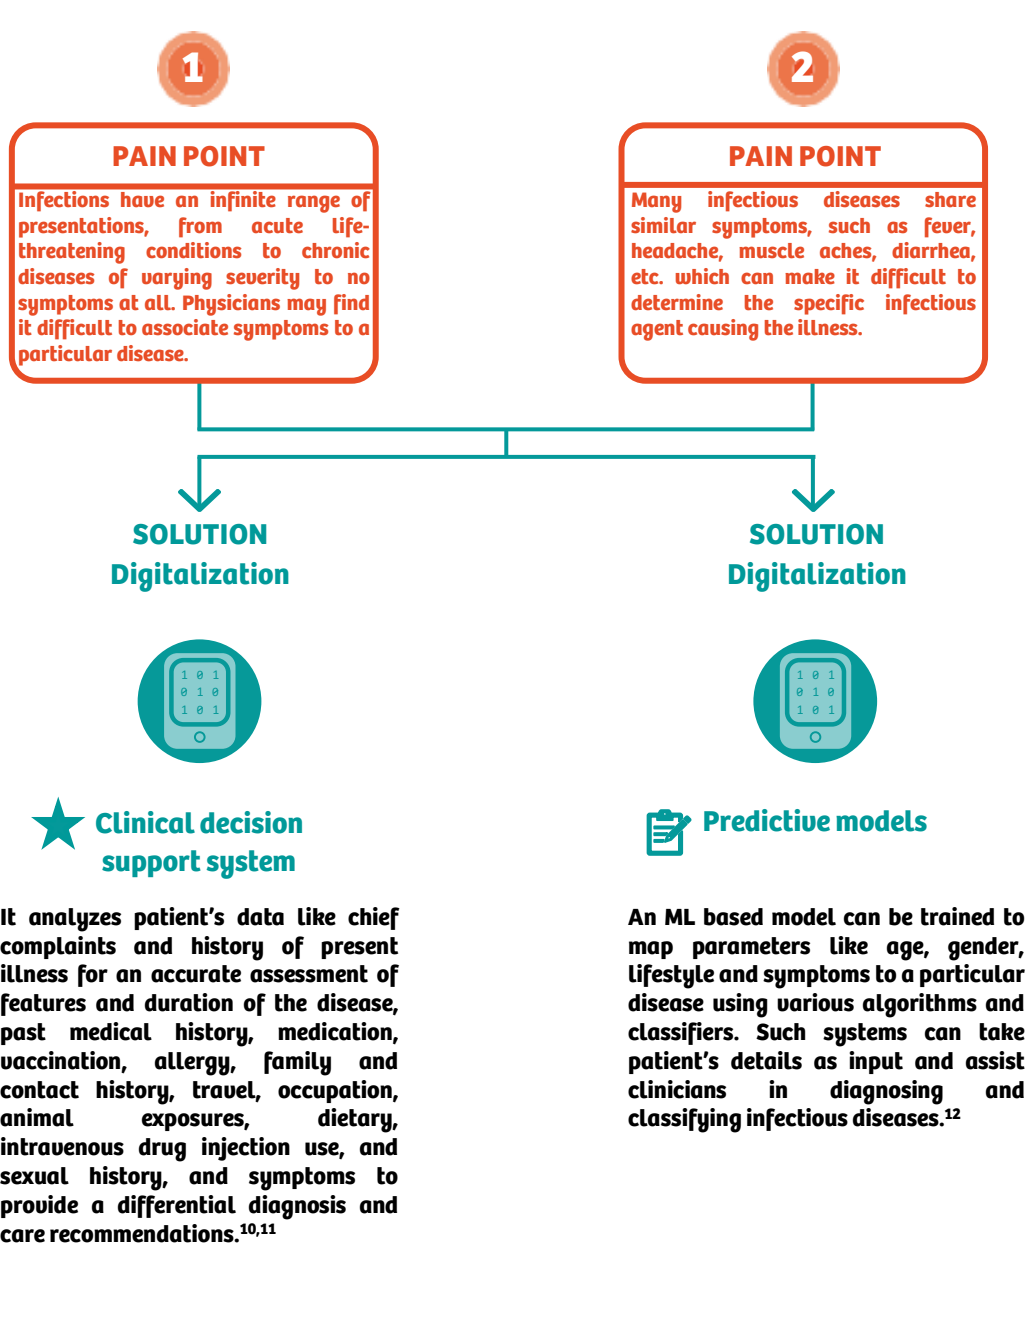 1
PAIN POINT
Infections have an infinite range of
presentations, from acute life-
threatening conditions to chronic
diseases of varying severity to no
symptoms at all. Physicians may find
it difficult to associate symptoms to a
particular disease.
2
PAIN POINT
Many infectious diseases share
similar symptoms, such as fever,
headache, muscle aches, diarrhea,
etc. which can make it difficult to
determine the specific infectious
agent causing the illness.
SOLUTION
Digitalization
1 0 1
0 1 0
1 0 1
Clinical decision
support system
It analyzes patient's data like chief
complaints and history of present
illness for an accurate assessment of
features and duration of the disease,
past medical history, medication,
vaccination, allergy, family and
contact history, travel, occupation,
animal exposures, dietary,
intravenous drug injection use, and
sexual history, and symptoms to
provide a differential diagnosis and
care recommendations.10,11
SOLUTION
Digitalization
1 0 1
0 1 0
1 0 1
Predictive models
An ML based model can be trained to
map parameters like age, gender,
lifestyle and symptoms to a particular
disease using various algorithms and
classifiers. Such systems can take
patient's details as input and assist
clinicians in diagnosing and
classifying infectious diseases.12